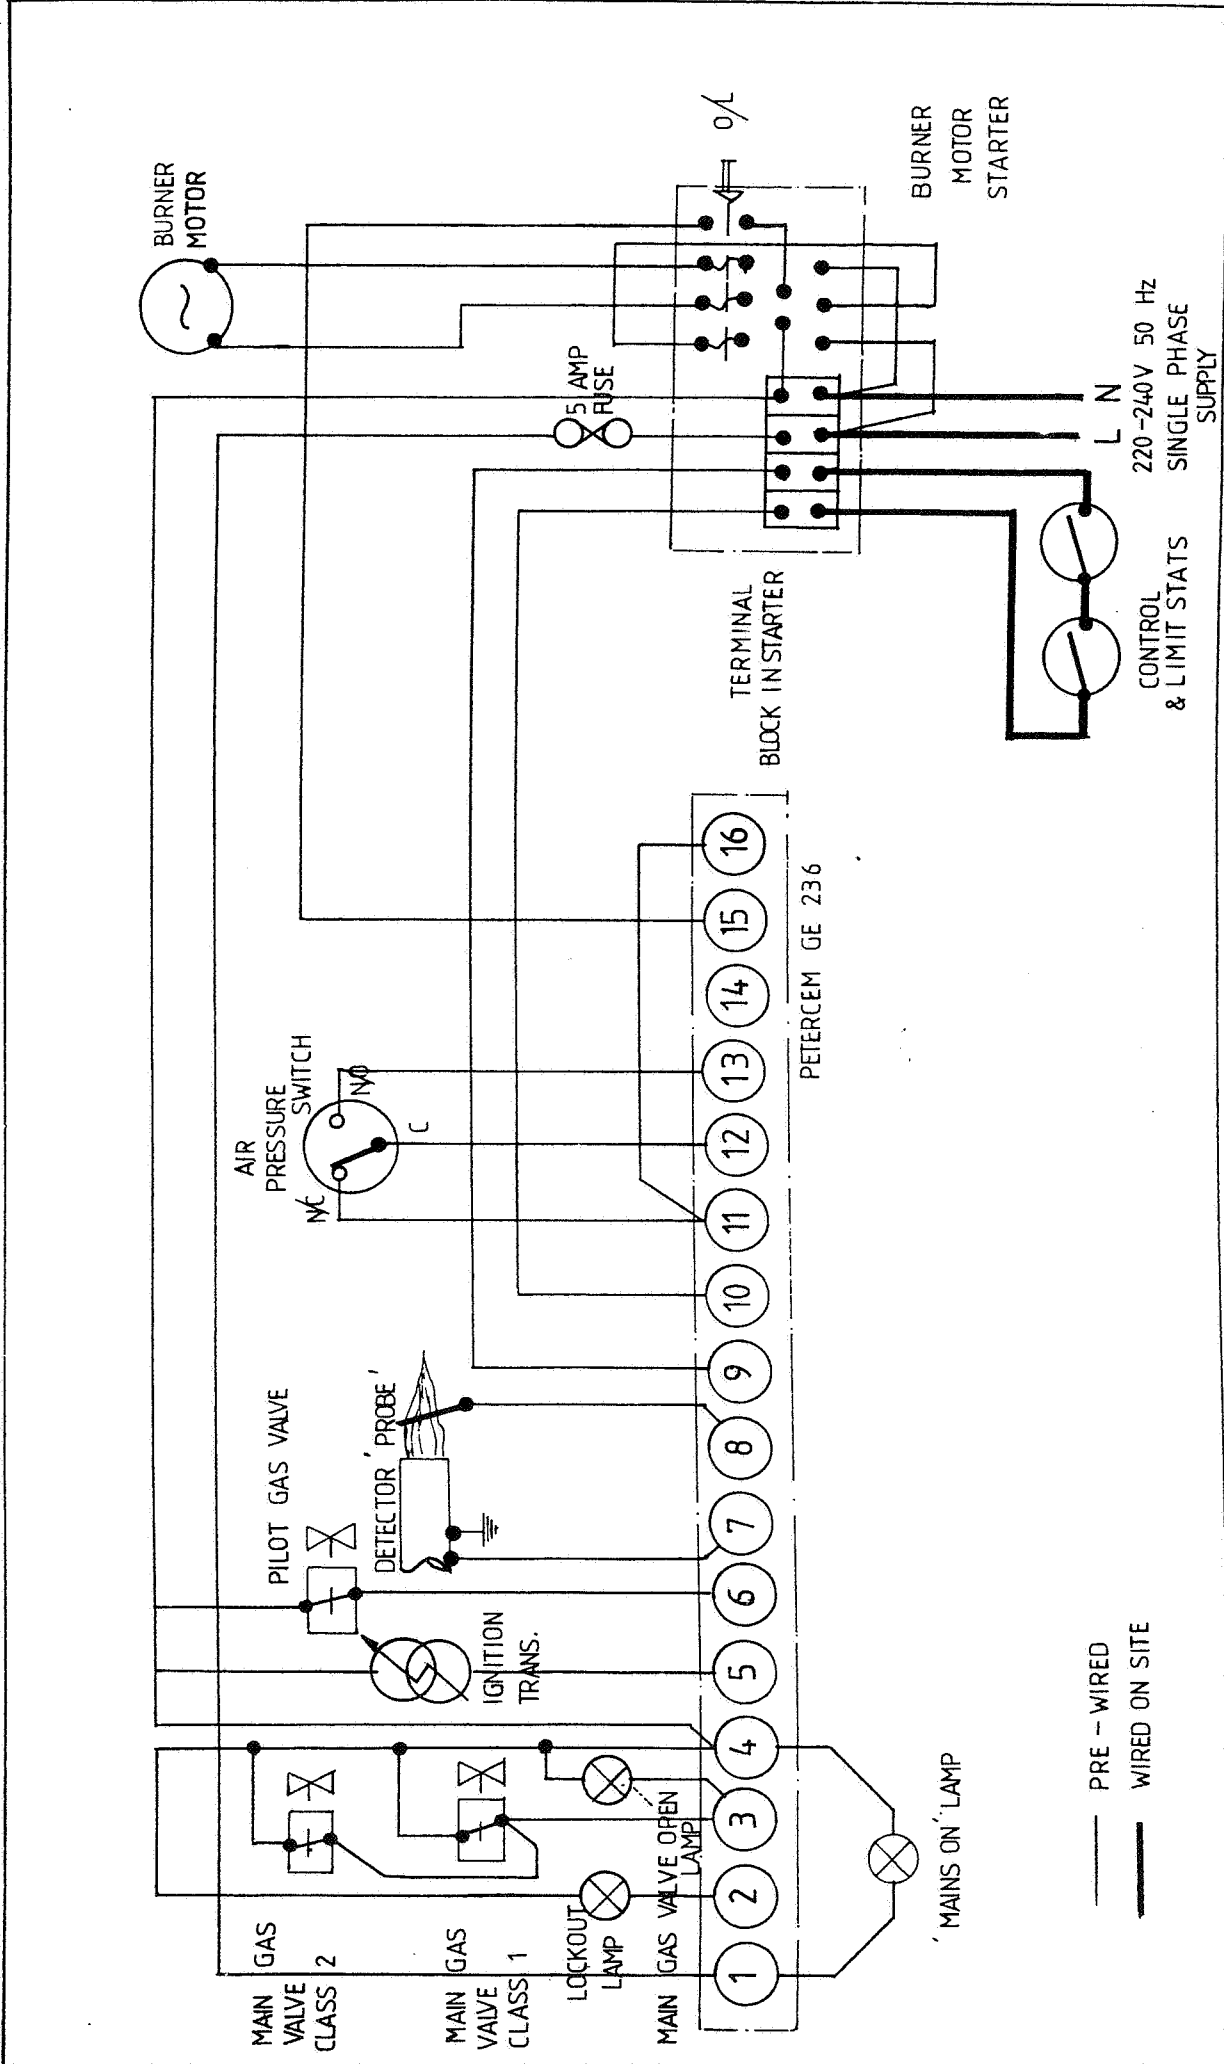 MAIN GAS
VALVE
CLASS 2
MAIN GAS
VALVE
CLASS 1
LOCKOUT
LAMP
MAIN GAS VALVE OPEN
LAMP
IGNITION
TRANS.
PILOT GAS VALVE
DETECTOR 'PROBE'
AIR
PRESSURE
SWITCH
N/C
N/O
C
BURNER
MOTOR
~
5 AMP
FUSE
O/L
BURNER
MOTOR
STARTER
TERMINAL
BLOCK IN STARTER
1 2 3 4 5 6 7 8 9 10 11 12 13 14 15 16
PETERCEM GE 236
L N
220-240V 50 Hz
SINGLE PHASE
SUPPLY
CONTROL
& LIMIT STATS
'MAINS ON' LAMP
PRE-WIRED
WIRED ON SITE